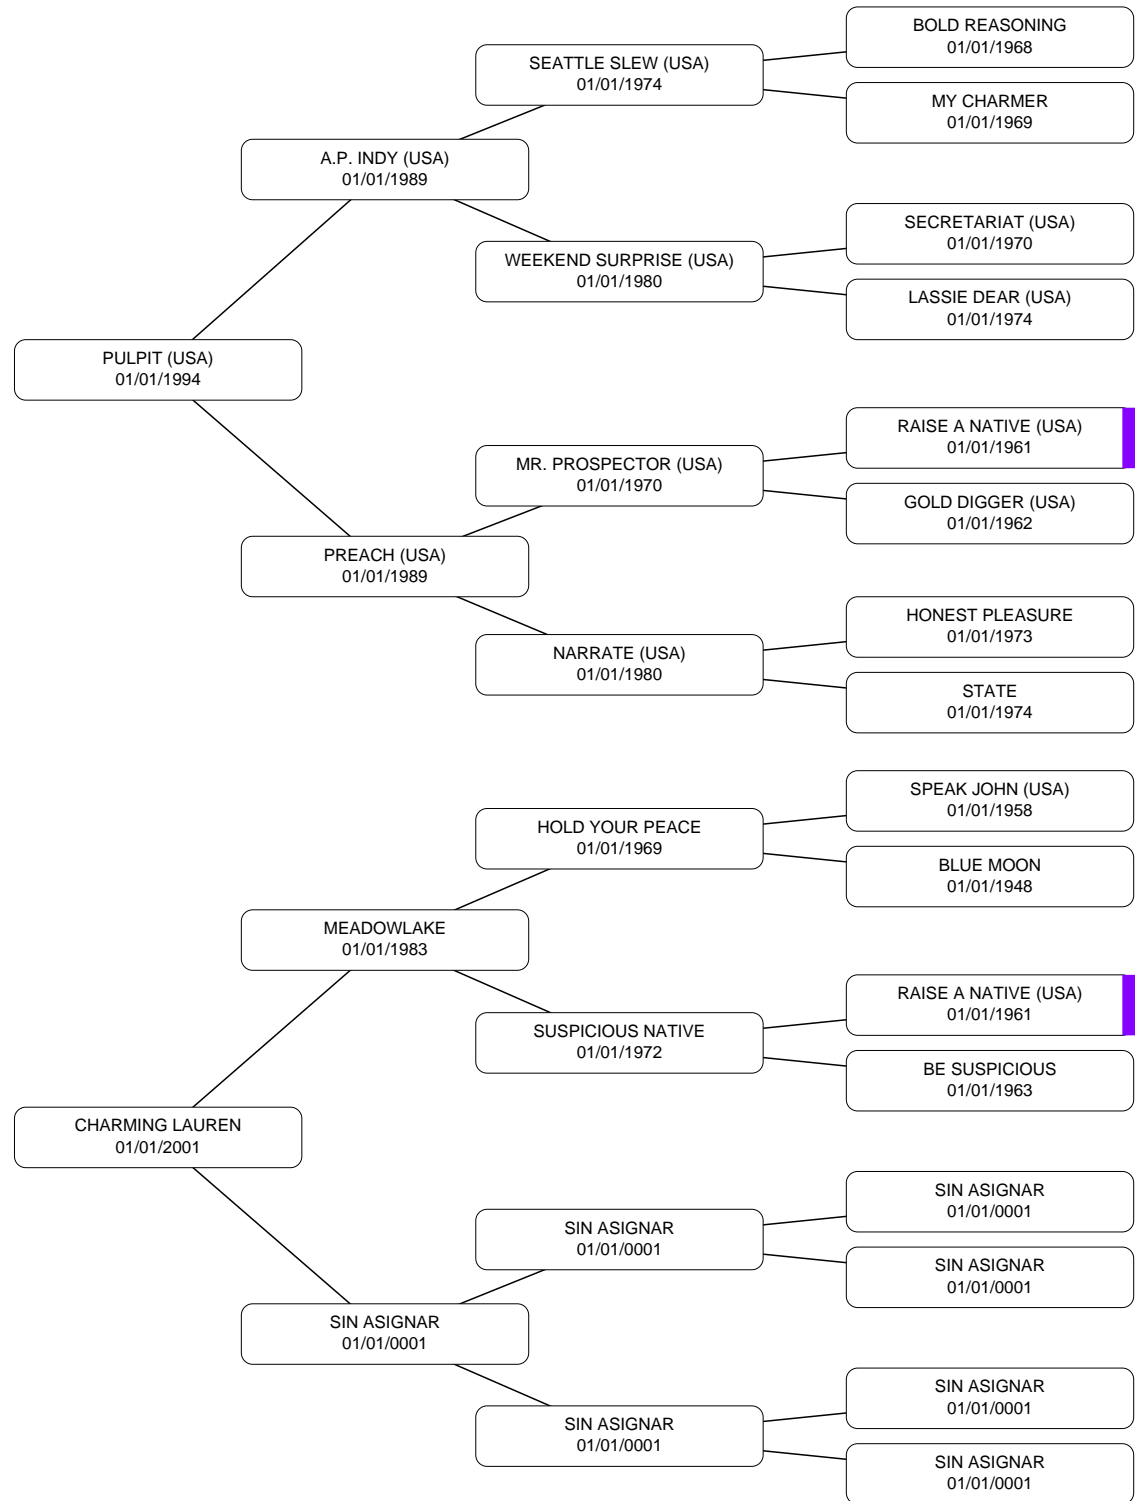 BOLD REASONING
01/01/1968
SEATTLE SLEW (USA)
01/01/1974
MY CHARMER
01/01/1969
A.P. INDY (USA)
01/01/1989
SECRETARIAT (USA)
01/01/1970
WEEKEND SURPRISE (USA)
01/01/1980
LASSIE DEAR (USA)
01/01/1974
PULPIT (USA)
01/01/1994
RAISE A NATIVE (USA)
01/01/1961
MR. PROSPECTOR (USA)
01/01/1970
GOLD DIGGER (USA)
01/01/1962
PREACH (USA)
01/01/1989
HONEST PLEASURE
01/01/1973
NARRATE (USA)
01/01/1980
STATE
01/01/1974
SPEAK JOHN (USA)
01/01/1958
HOLD YOUR PEACE
01/01/1969
BLUE MOON
01/01/1948
MEADOWLAKE
01/01/1983
RAISE A NATIVE (USA)
01/01/1961
SUSPICIOUS NATIVE
01/01/1972
BE SUSPICIOUS
01/01/1963
CHARMING LAUREN
01/01/2001
SIN ASIGNAR
01/01/0001
SIN ASIGNAR
01/01/0001
SIN ASIGNAR
01/01/0001
SIN ASIGNAR
01/01/0001
SIN ASIGNAR
01/01/0001
SIN ASIGNAR
01/01/0001
SIN ASIGNAR
01/01/0001